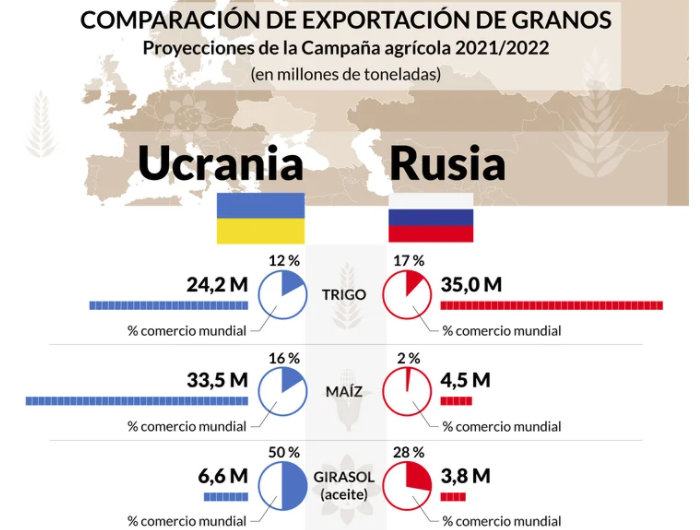 COMPARACIÓN DE EXPORTACIÓN DE GRANOS
Proyecciones de la Campaña agrícola 2021/2022
(en millones de toneladas)
Ucrania
Rusia
12 %
17 %
24,2 M
TRIGO
35,0 M
% comercio mundial
% comercio mundial
16 %
2 %
33,5 M
MAÍZ
4,5 M
% comercio mundial
% comercio mundial
50 %
28 %
6,6 M
GIRASOL
(aceite)
3,8 M
% comercio mundial
% comercio mundial